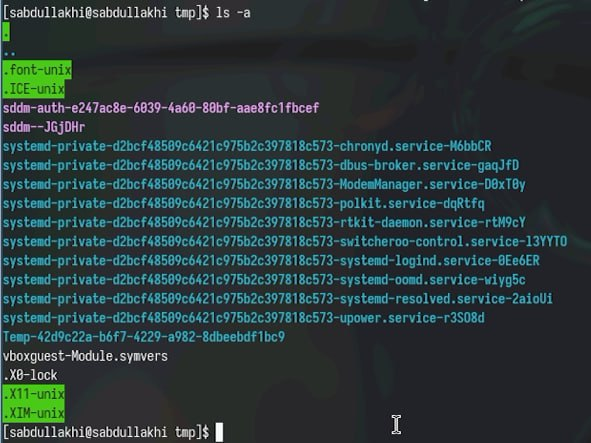 [sabdullakhi@sabdullakhi tmp]$ ls -a
.
..
.font-unix
.ICE-unix
sddm-auth-e247ac8e-6039-4a60-80bf-aae8fc1fbcef
sddm--JGjDHr
systemd-private-d2bcf48509c6421c975b2c397818c573-chronyd.service-M6bbCR
systemd-private-d2bcf48509c6421c975b2c397818c573-dbus-broker.service-gaqJfD
systemd-private-d2bcf48509c6421c975b2c397818c573-ModemManager.service-D0xT0y
systemd-private-d2bcf48509c6421c975b2c397818c573-polkit.service-dqRtfq
systemd-private-d2bcf48509c6421c975b2c397818c573-rtkit-daemon.service-rtM9cY
systemd-private-d2bcf48509c6421c975b2c397818c573-switcheroo-control.service-l3YYTO
systemd-private-d2bcf48509c6421c975b2c397818c573-systemd-logind.service-0Ee6ER
systemd-private-d2bcf48509c6421c975b2c397818c573-systemd-oomd.service-wiyg5c
systemd-private-d2bcf48509c6421c975b2c397818c573-systemd-resolved.service-2aioUi
systemd-private-d2bcf48509c6421c975b2c397818c573-upower.service-r3SO8d
Temp-42d9c22a-b6f7-4229-a982-8dbeebdf1bc9
vboxguest-Module.symvers
.X0-lock
.X11-unix
.XIM-unix
[sabdullakhi@sabdullakhi tmp]$